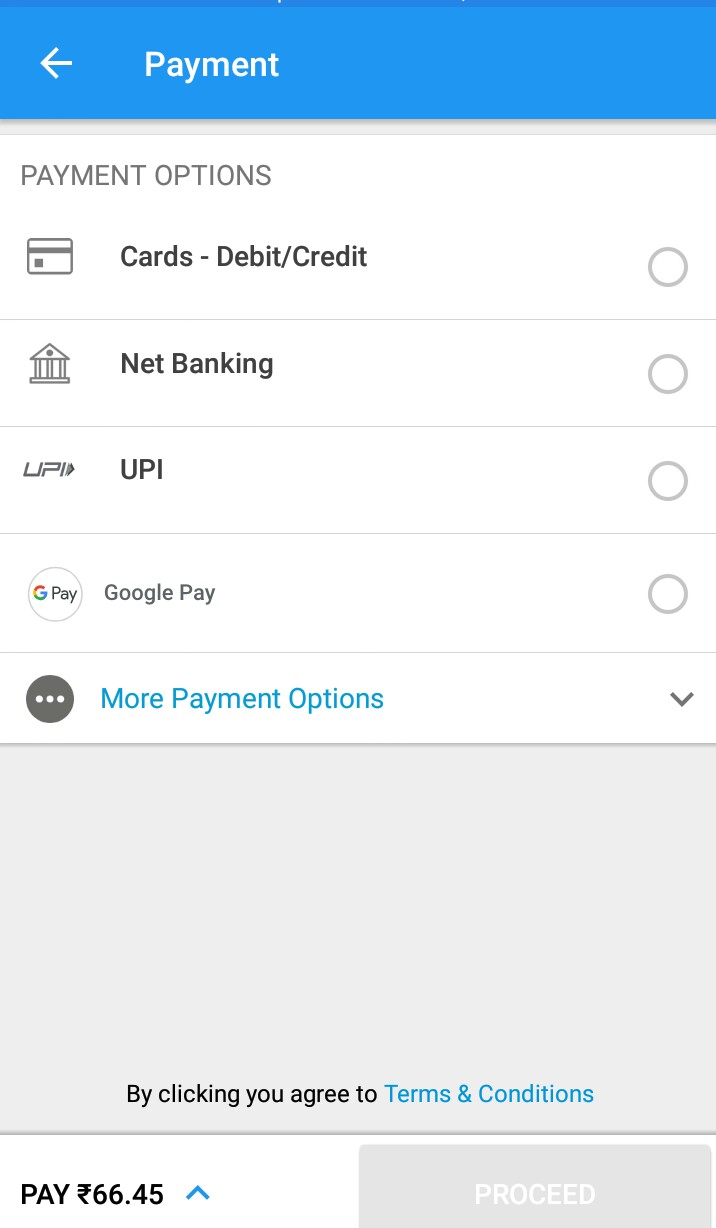 Payment
PAYMENT OPTIONS
Cards - Debit/Credit
Net Banking
UPI UPI
G Pay Google Pay
More Payment Options
By clicking you agree to Terms & Conditions
PAY ₹66.45 PROCEED